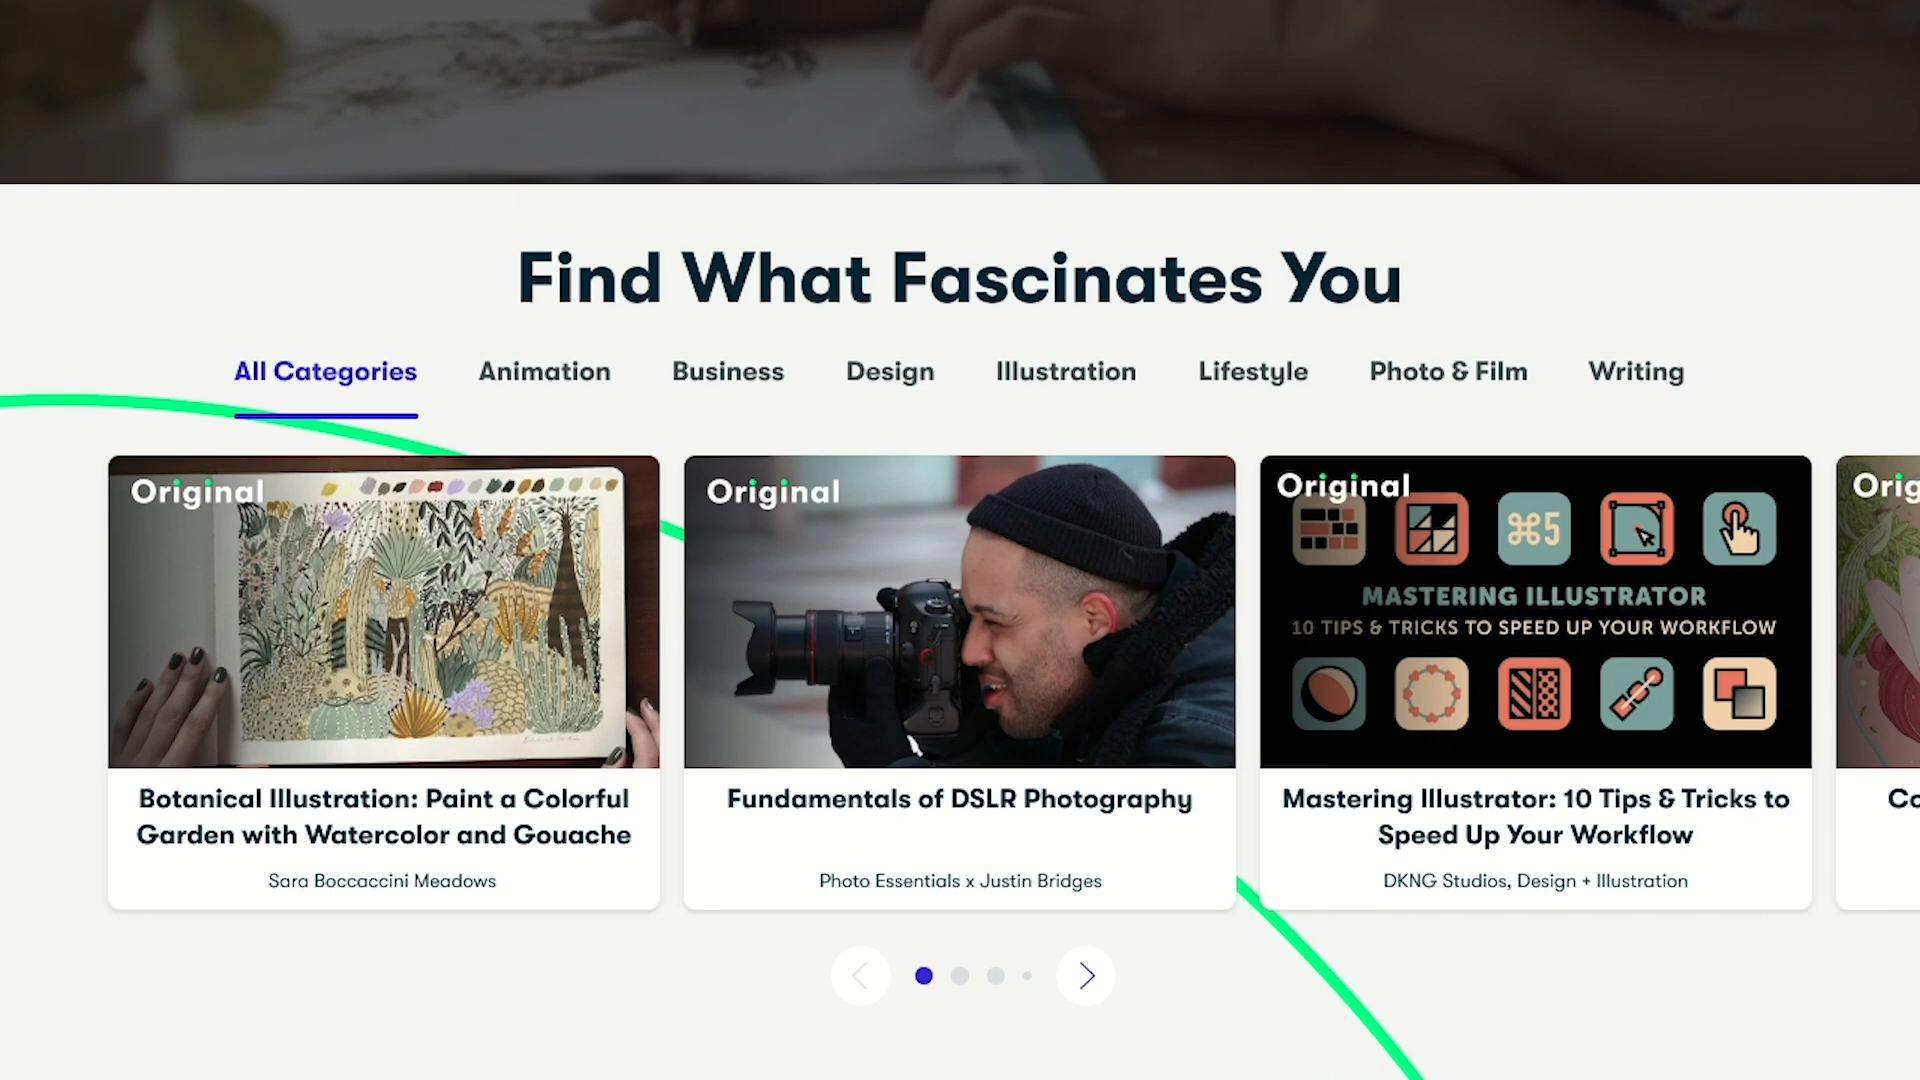 Find What Fascinates You
All Categories Animation Business Design Illustration Lifestyle Photo & Film Writing
Original
Original
Original
Orig
⌘5
MASTERING ILLUSTRATOR
10 TIPS & TRICKS TO SPEED UP YOUR WORKFLOW
Botanical Illustration: Paint a Colorful
Garden with Watercolor and Gouache
Sara Boccaccini Meadows
Fundamentals of DSLR Photography
Photo Essentials x Justin Bridges
Mastering Illustrator: 10 Tips & Tricks to
Speed Up Your Workflow
DKNG Studios, Design + Illustration
Co